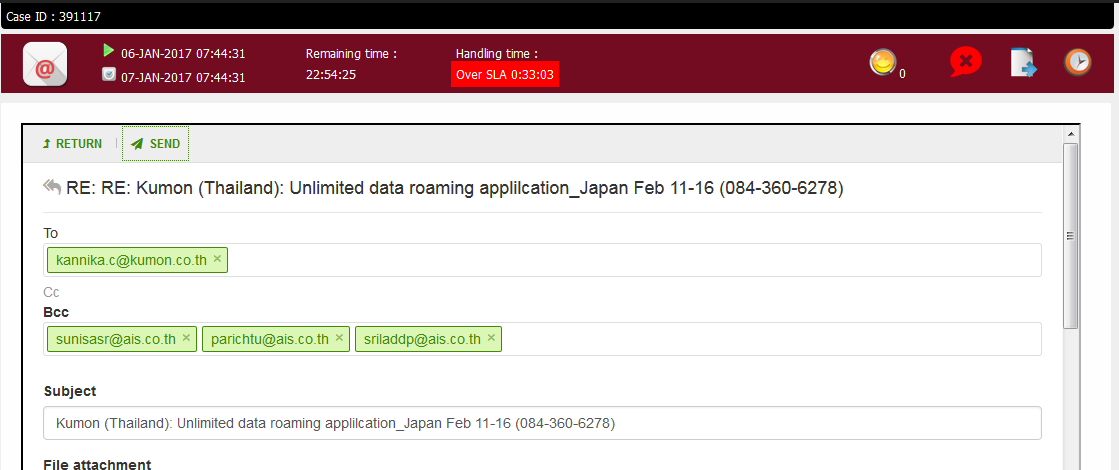 Case ID : 391117
06-JAN-2017 07:44:31 Remaining time : Handling time :
07-JAN-2017 07:44:31 22:54:25 Over SLA 0:33:03
0
@
RETURN | SEND
RE: RE: Kumon (Thailand): Unlimited data roaming applilcation_Japan Feb 11-16 (084-360-6278)
To
kannika.c@kumon.co.th ×
Cc
Bcc
sunisasr@ais.co.th × parichtu@ais.co.th × sriladdp@ais.co.th ×
Subject
Kumon (Thailand): Unlimited data roaming applilcation_Japan Feb 11-16 (084-360-6278)
File attachment